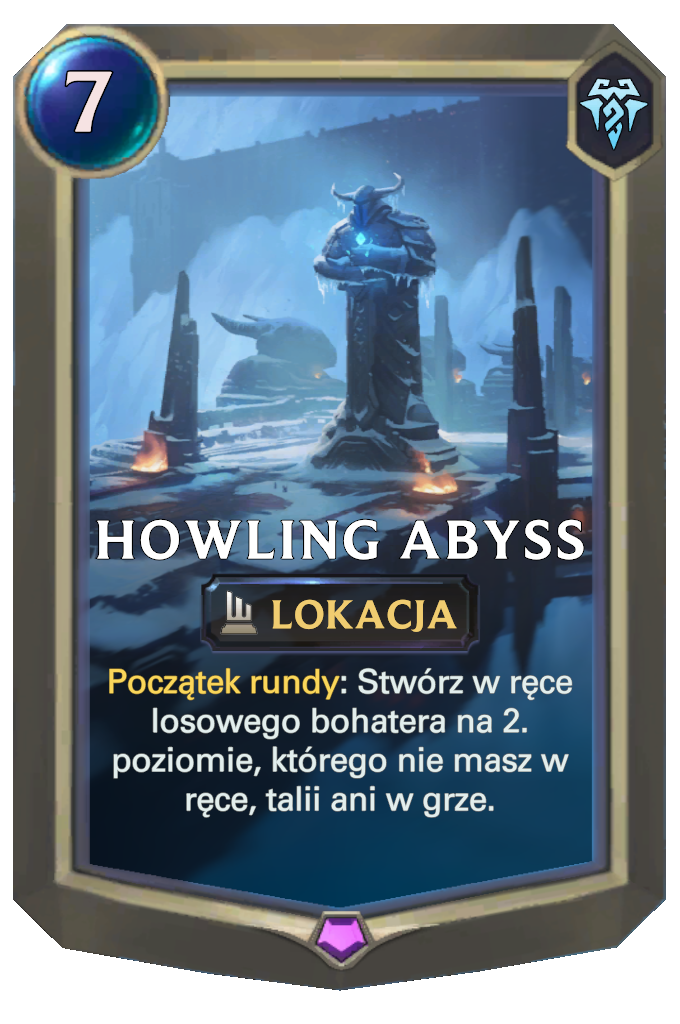 7
HOWLING ABYSS
LOKACJA
Początek rundy: Stwórz w ręce
losowego bohatera na 2.
poziomie, którego nie masz w
ręce, talii ani w grze.